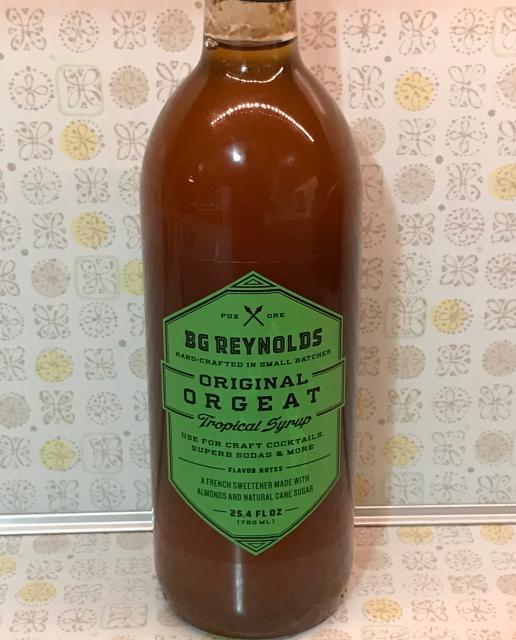 PDX ORE
BG REYNOLDS
HAND-CRAFTED IN SMALL BATCHES
ORIGINAL
ORGEAT
Tropical Syrup
USE FOR CRAFT COCKTAILS,
SUPERB SODAS & MORE
FLAVOR NOTES
A FRENCH SWEETENER MADE WITH
ALMONDS AND NATURAL CANE SUGAR
25.4 FL OZ
(750 ML)